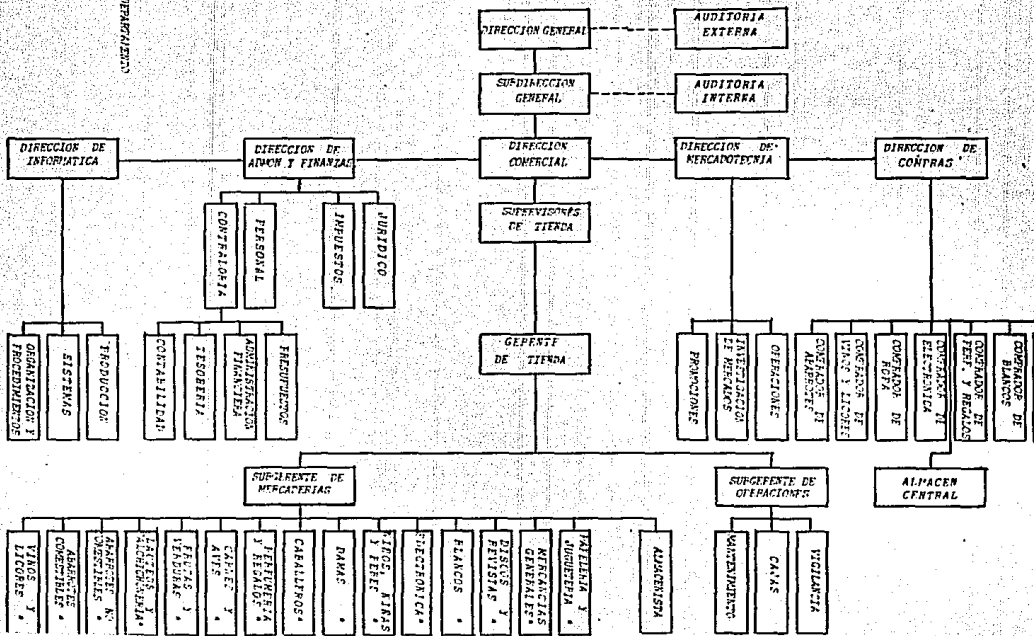 DEPARTAMENTO
DIRECCION GENERAL
AUDITORIA
EXTERNA
SUBDIRECCION
GENERAL
AUDITORIA
INTERNA
DIRECCION DE
INFORMATICA
DIRECCION DE
ADMON. Y FINANZAS
DIRECCION
COMERCIAL
DIRECCION DE
MERCADOTECNIA
DIRECCION DE
COMPRAS
CONTRALORIA
PERSONAL
IMPUESTOS
JURIDICO
SUPERVISORES
DE TIENDA
ORGANIZACION Y
PROCEDIMIENTOS
SISTEMAS
PRODUCCION
CONTABILIDAD
TESORERIA
ADMINISTRACION
FINANCIERA
PRESUPUESTOS
GERENTE
DE TIENDA
PROMOCIONES
INVESTIGACION
DE MERCADOS
OPERACIONES
COMPRADOR DE
ABARROTES
COMPRADOR DE
VINOS Y LICORES
COMPRADOR DE
ROPA
COMPRADOR DE
ELECTRONICA
COMPRADOR DE
PERF. Y REGALOS
COMPRADOR DE
BLANCOS
SUBGERENTE DE
MERCADERIAS
SUBGERENTE DE
OPERACIONES
ALMACEN
CENTRAL
VINOS Y
LICORES *
ABARROTES
COMESTIBLES *
ABARROTES NO
COMESTIBLES *
LACTEOS Y
SALCHICHONERIA *
FRUTAS Y
VERDURAS *
CARNES Y
AVES *
PERFUMERIA
Y REGALOS *
CABALLEROS *
DAMAS *
NIÑOS, NIÑAS
Y BEBES *
ELECTRONICA *
BLANCOS *
DISCOS Y
REVISTAS *
MERCANCIAS
GENERALES *
PAPELERIA Y
JUGUETERIA *
ALMACENISTA
MANTENIMIENTO
CAJAS
VIGILANCIA